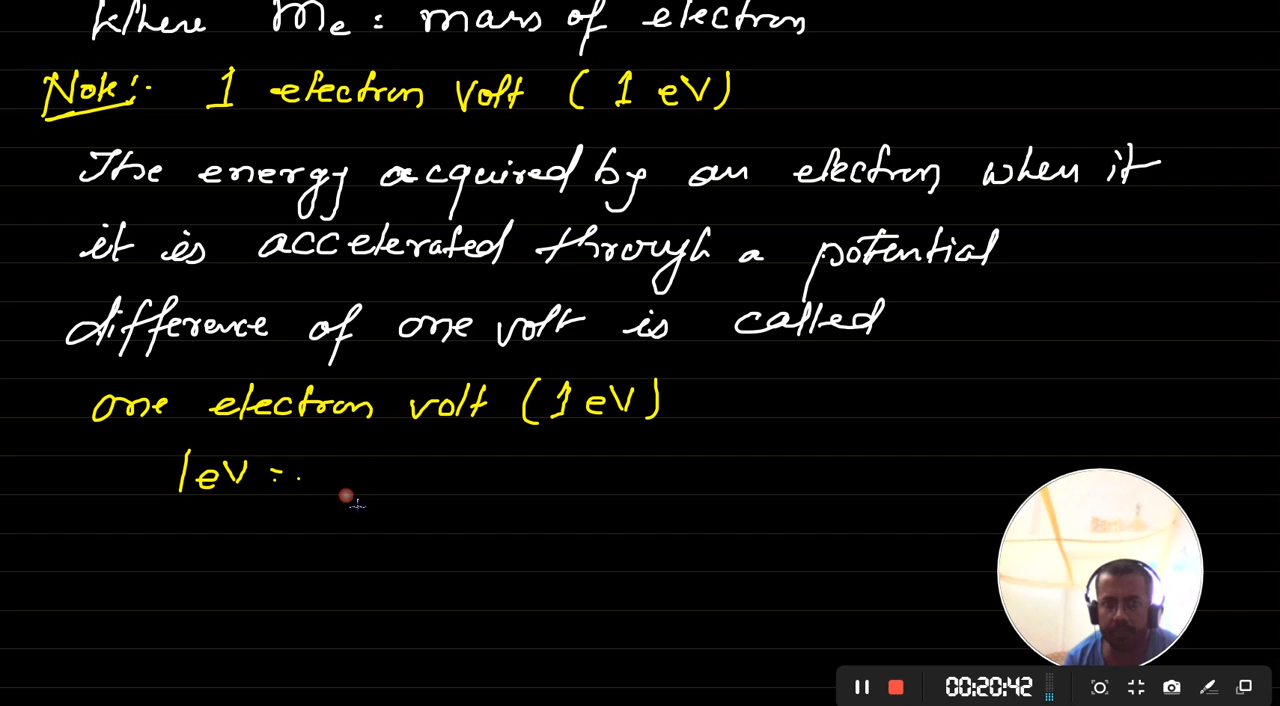 Where me : mass of electron
Note:- 1 electron volt ( 1 eV)
The energy acquired by an electron when it
it is accelerated through a potential
difference of one volt is called
one electron volt (1 eV)
1eV =
00:20:42